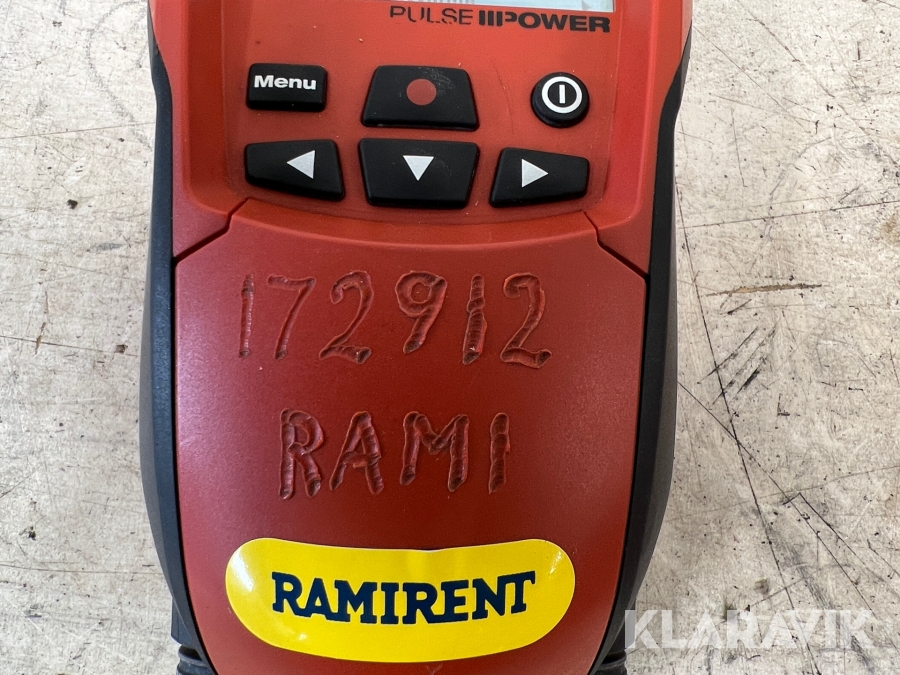 PULSE POWER
Menu
172912
RAMI
RAMIRENT
KLARAVIK